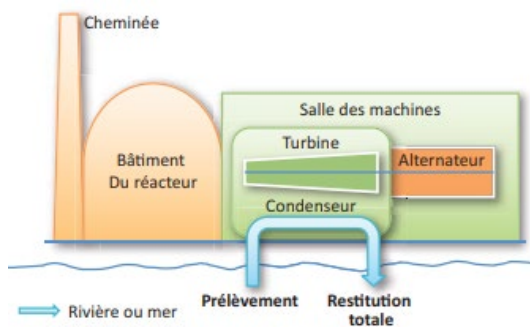 Cheminée
Salle des machines
Turbine
Bâtiment
Du réacteur
Alternateur
Condenseur
Rivière ou mer
Prélèvement
Restitution
totale